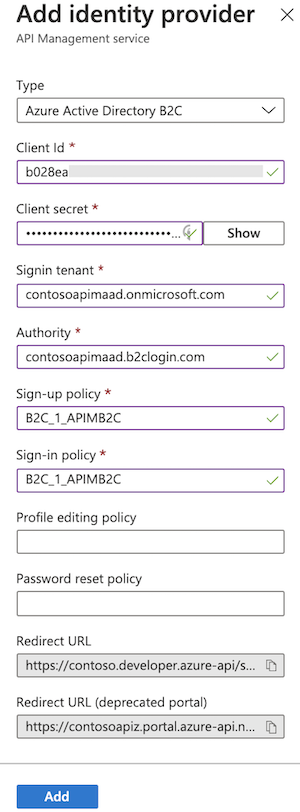 Add identity provider
API Management service
Type
Azure Active Directory B2C
Client Id *
b028ea
Client secret *
••••••••••••••••••••••••••••... Show
Signin tenant *
contosoapimaad.onmicrosoft.com
Authority *
contosoapimaad.b2clogin.com
Sign-up policy *
B2C_1_APIMB2C
Sign-in policy *
B2C_1_APIMB2C
Profile editing policy
Password reset policy
Redirect URL
https://contoso.developer.azure-api/s...
Redirect URL (deprecated portal)
https://contosoapiz.portal.azure-api.n...
Add